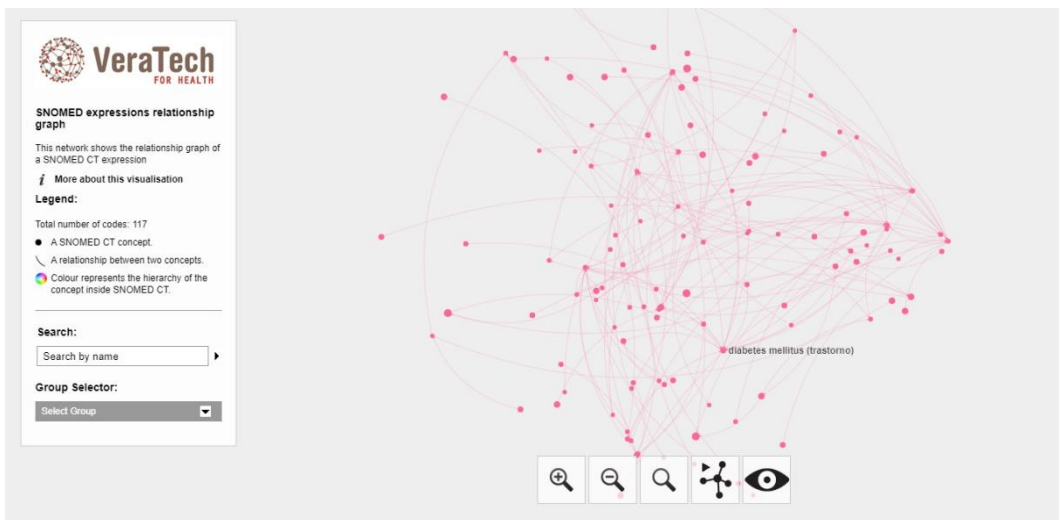 VeraTech
FOR HEALTH
SNOMED expressions relationship
graph
This network shows the relationship graph of
a SNOMED CT expression
i More about this visualisation
Legend:
Total number of codes: 117
A SNOMED CT concept.
A relationship between two concepts.
Colour represents the hierarchy of the
concept inside SNOMED CT.
Search:
Search by name
Group Selector:
Select Group
diabetes mellitus (trastorno)